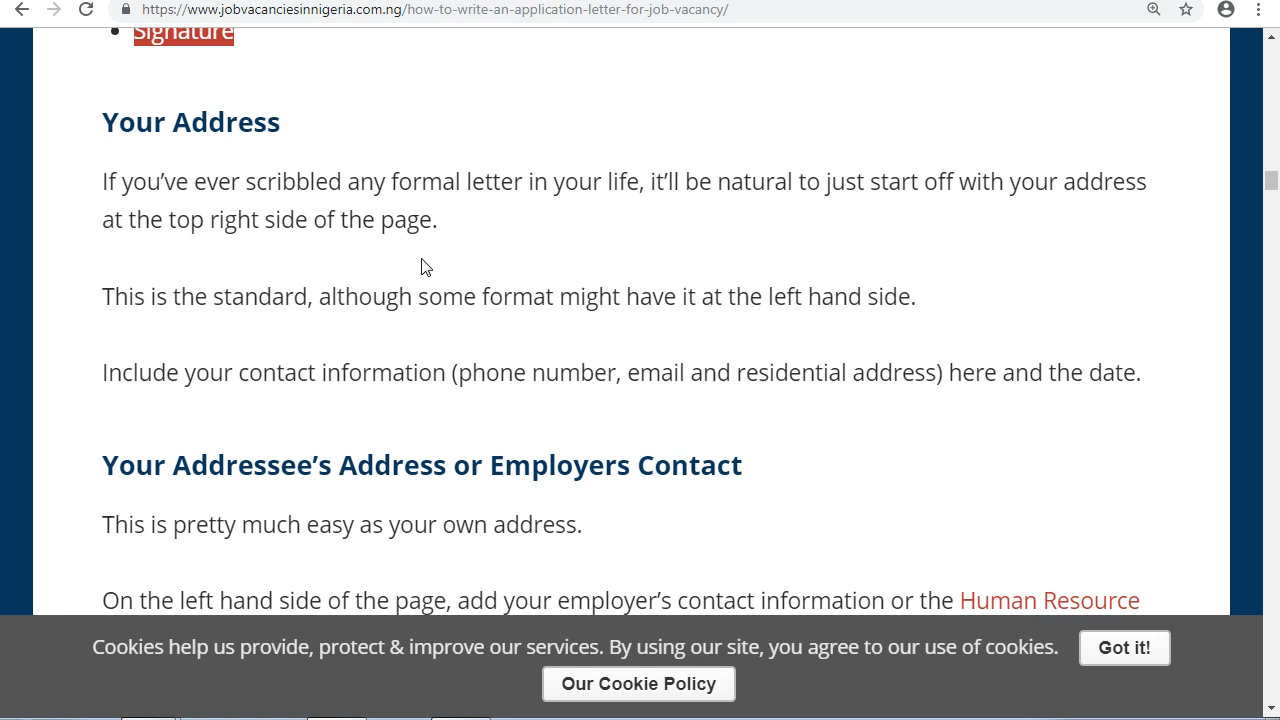 https://www.jobvacanciesinnigeria.com.ng/how-to-write-an-application-letter-for-job-vacancy/
Signature
Your Address
If you’ve ever scribbled any formal letter in your life, it’ll be natural to just start off with your address
at the top right side of the page.
This is the standard, although some format might have it at the left hand side.
Include your contact information (phone number, email and residential address) here and the date.
Your Addressee’s Address or Employers Contact
This is pretty much easy as your own address.
On the left hand side of the page, add your employer’s contact information or the Human Resource
Cookies help us provide, protect & improve our services. By using our site, you agree to our use of cookies. Got it!
Our Cookie Policy